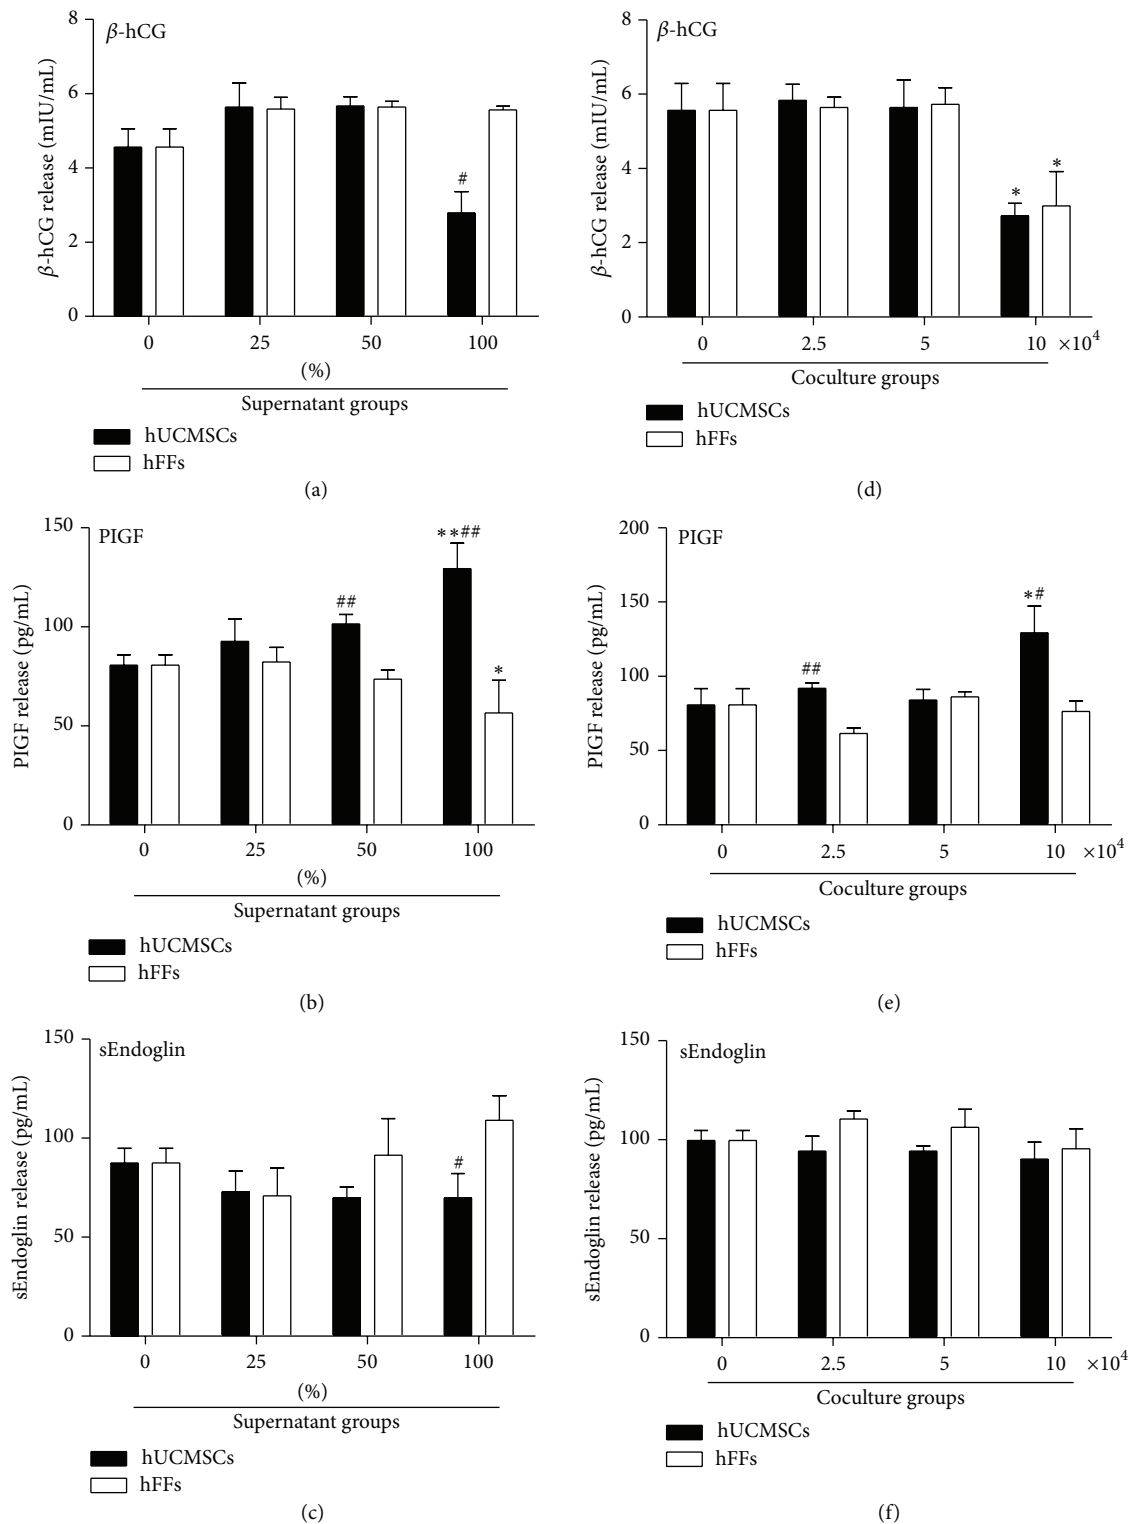 β-hCG
β-hCG release (mIU/mL)
8
6
4
2
0
#
0 25 50 100
(%)
Supernatant groups
hUCMSCs
hFFs
(a)
β-hCG
β-hCG release (mIU/mL)
8
6
4
2
0
* *
0 2.5 5 10 ×10⁴
Coculture groups
hUCMSCs
hFFs
(d)
PIGF
PIGF release (pg/mL)
150
100
50
0
##
**##
*
0 25 50 100
(%)
Supernatant groups
hUCMSCs
hFFs
(b)
PIGF
PIGF release (pg/mL)
200
150
100
50
0
##
*#
0 2.5 5 10 ×10⁴
Coculture groups
hUCMSCs
hFFs
(e)
sEndoglin
sEndoglin release (pg/mL)
150
100
50
0
#
0 25 50 100
(%)
Supernatant groups
hUCMSCs
hFFs
(c)
sEndoglin
sEndoglin release (pg/mL)
150
100
50
0
0 2.5 5 10 ×10⁴
Coculture groups
hUCMSCs
hFFs
(f)